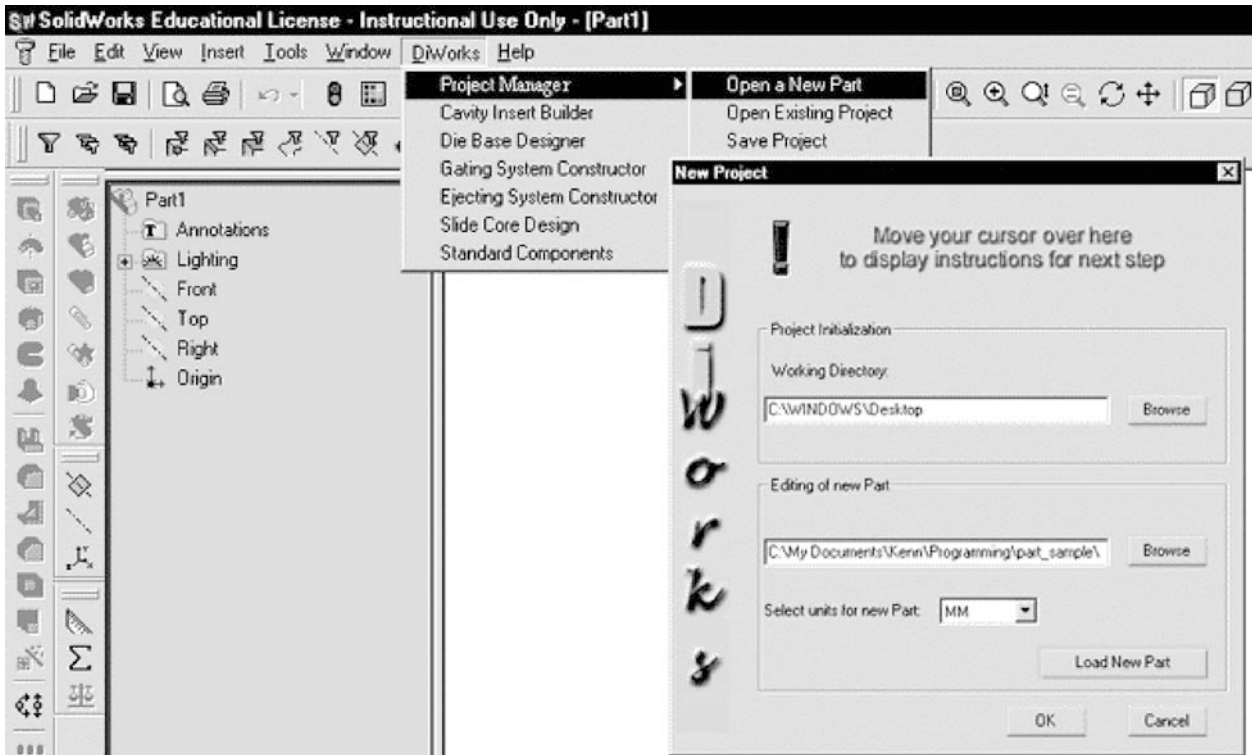 SolidWorks Educational License - Instructional Use Only - [Part1]
File Edit View Insert Tools Window DiWorks Help
Project Manager
Cavity Insert Builder
Die Base Designer
Gating System Constructor
Ejecting System Constructor
Slide Core Design
Standard Components
Open a New Part
Open Existing Project
Save Project
Part1
Annotations
Lighting
Front
Top
Right
Origin
New Project
DiWorks
! Move your cursor over here
to display instructions for next step
Project Initialization
Working Directory:
C:\WINDOWS\Desktop Browse
Editing of new Part
C:\My Documents\Kenn\Programming\part_sample\ Browse
Select units for new Part: MM
Load New Part
OK Cancel